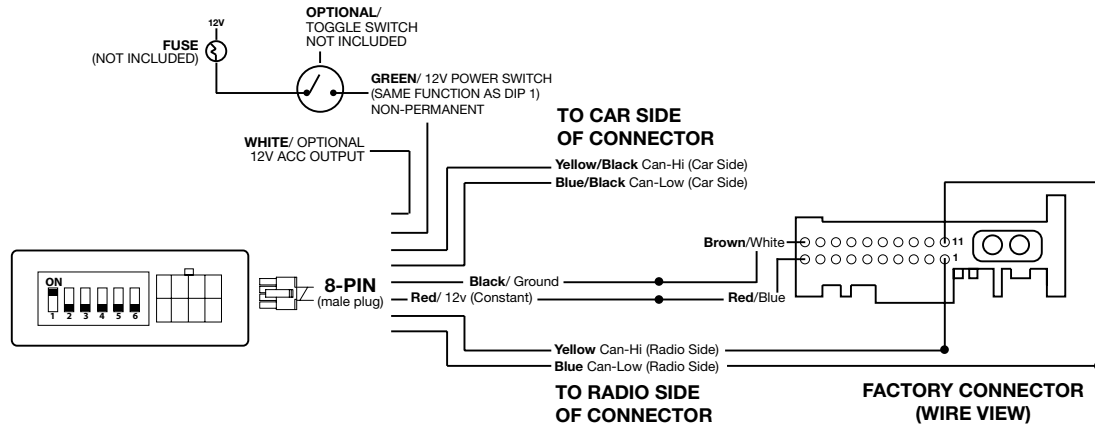 12V
FUSE
(NOT INCLUDED)
OPTIONAL/
TOGGLE SWITCH
NOT INCLUDED
GREEN/ 12V POWER SWITCH
(SAME FUNCTION AS DIP 1)
NON-PERMANENT
WHITE/ OPTIONAL
12V ACC OUTPUT
TO CAR SIDE
OF CONNECTOR
Yellow/Black Can-Hi (Car Side)
Blue/Black Can-Low (Car Side)
Brown/White
11
1
ON
1 2 3 4 5 6
8-PIN
(male plug)
Black/ Ground
Red/ 12v (Constant)
Red/Blue
Yellow Can-Hi (Radio Side)
Blue Can-Low (Radio Side)
TO RADIO SIDE
OF CONNECTOR
FACTORY CONNECTOR
(WIRE VIEW)